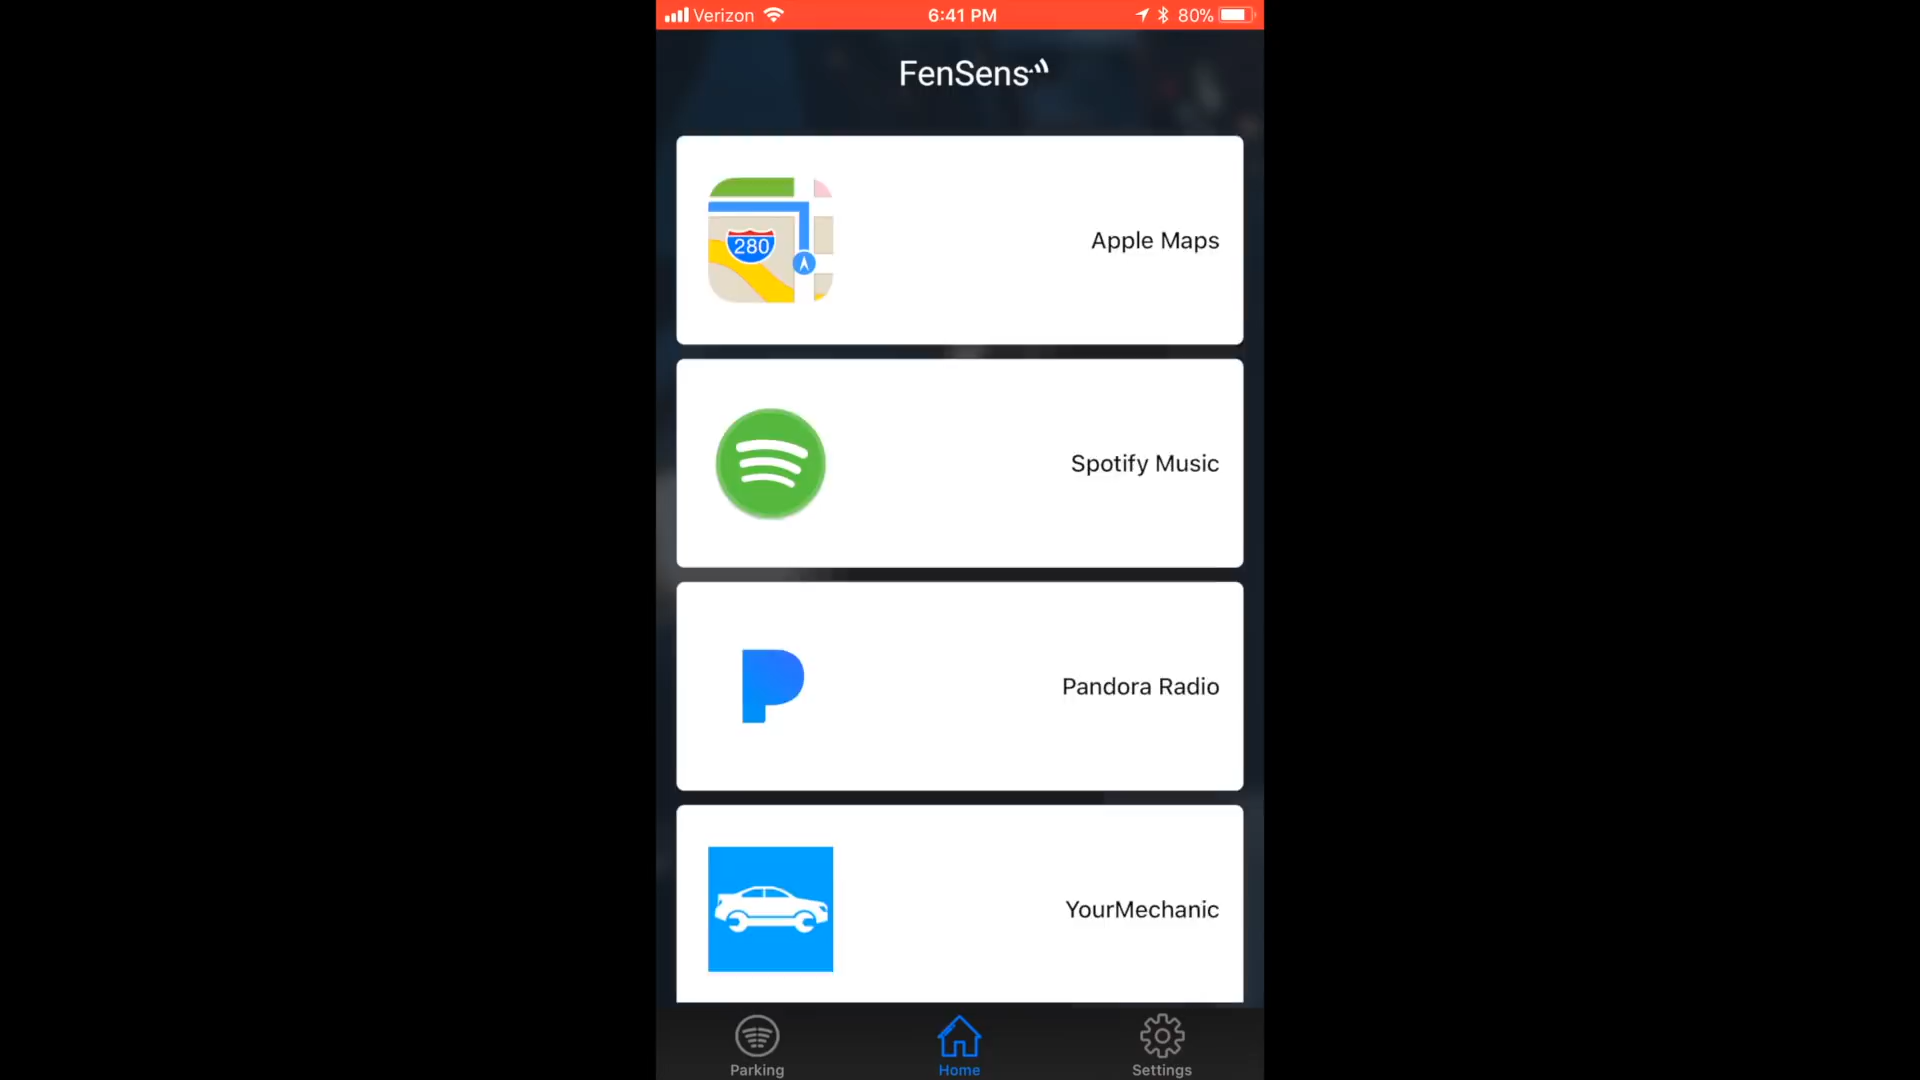 Verizon 6:41 PM 80%
FenSens
280
Apple Maps
Spotify Music
Pandora Radio
YourMechanic
Parking Home Settings